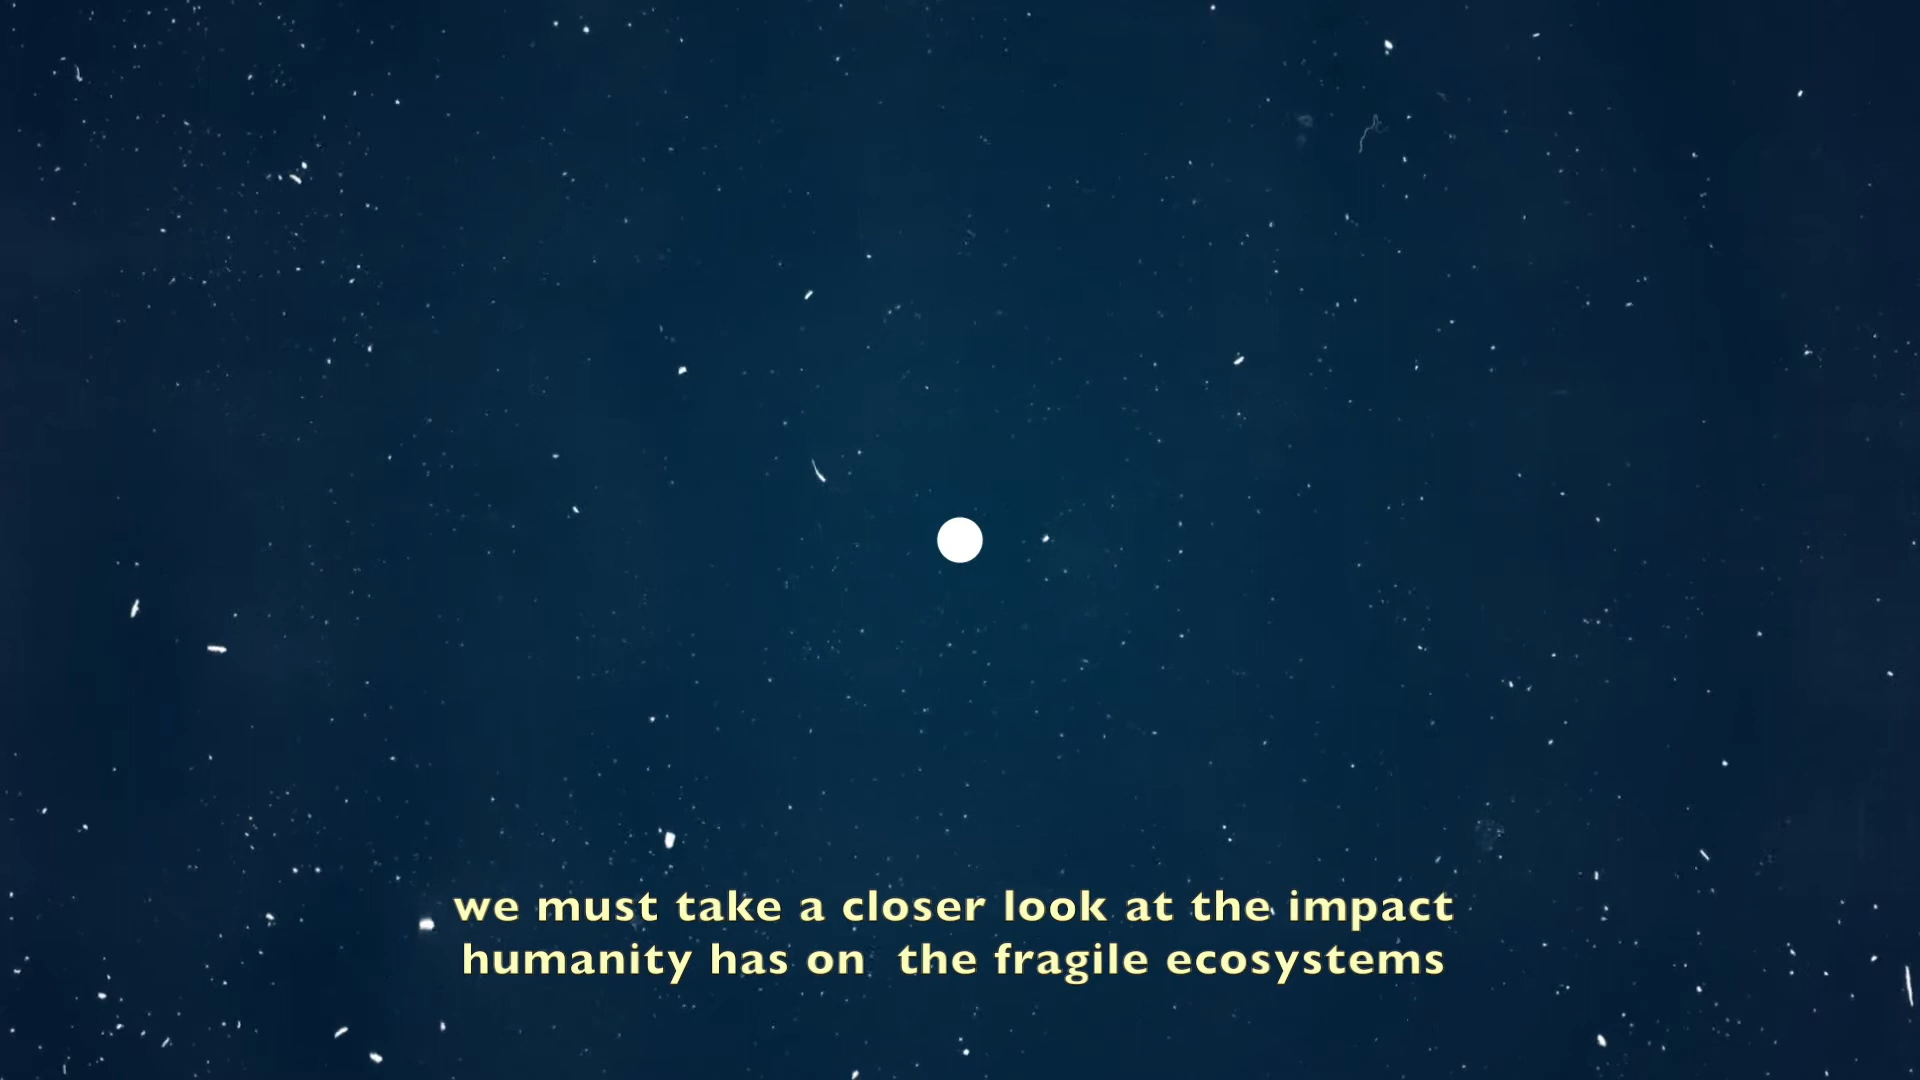 we must take a closer look at the impact
humanity has on  the fragile ecosystems